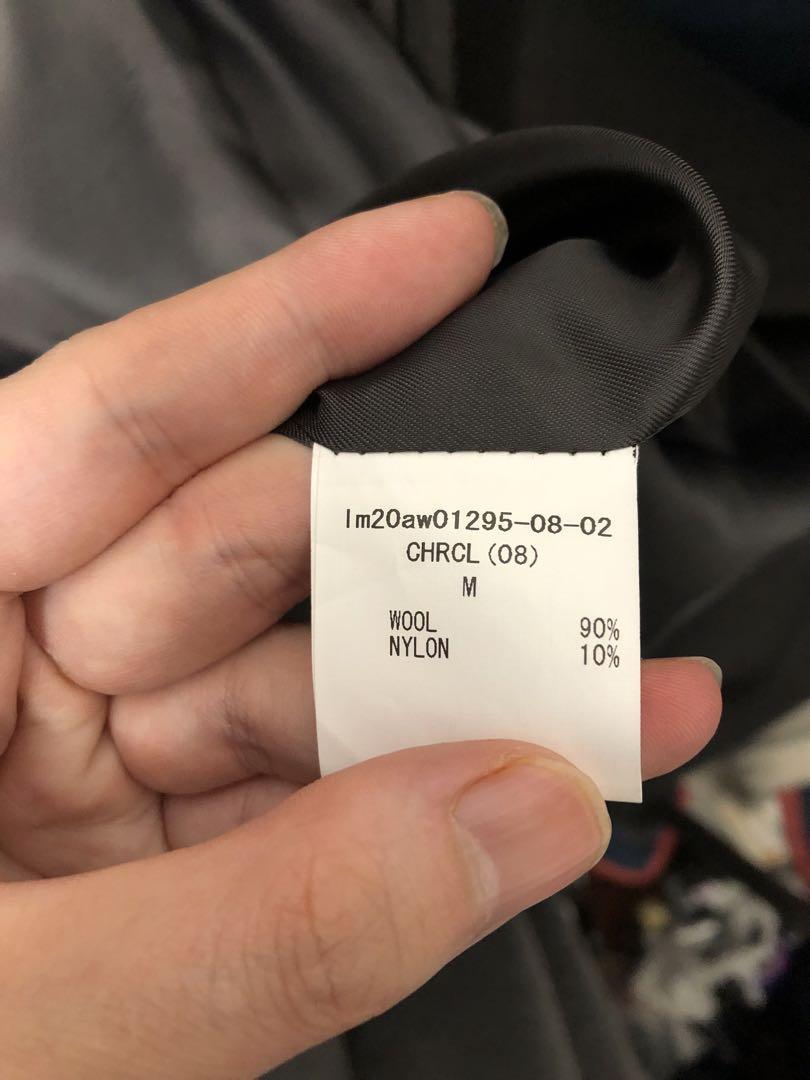 lm20aw01295-08-02
CHRCL(08)
M
WOOL 90%
NYLON 10%